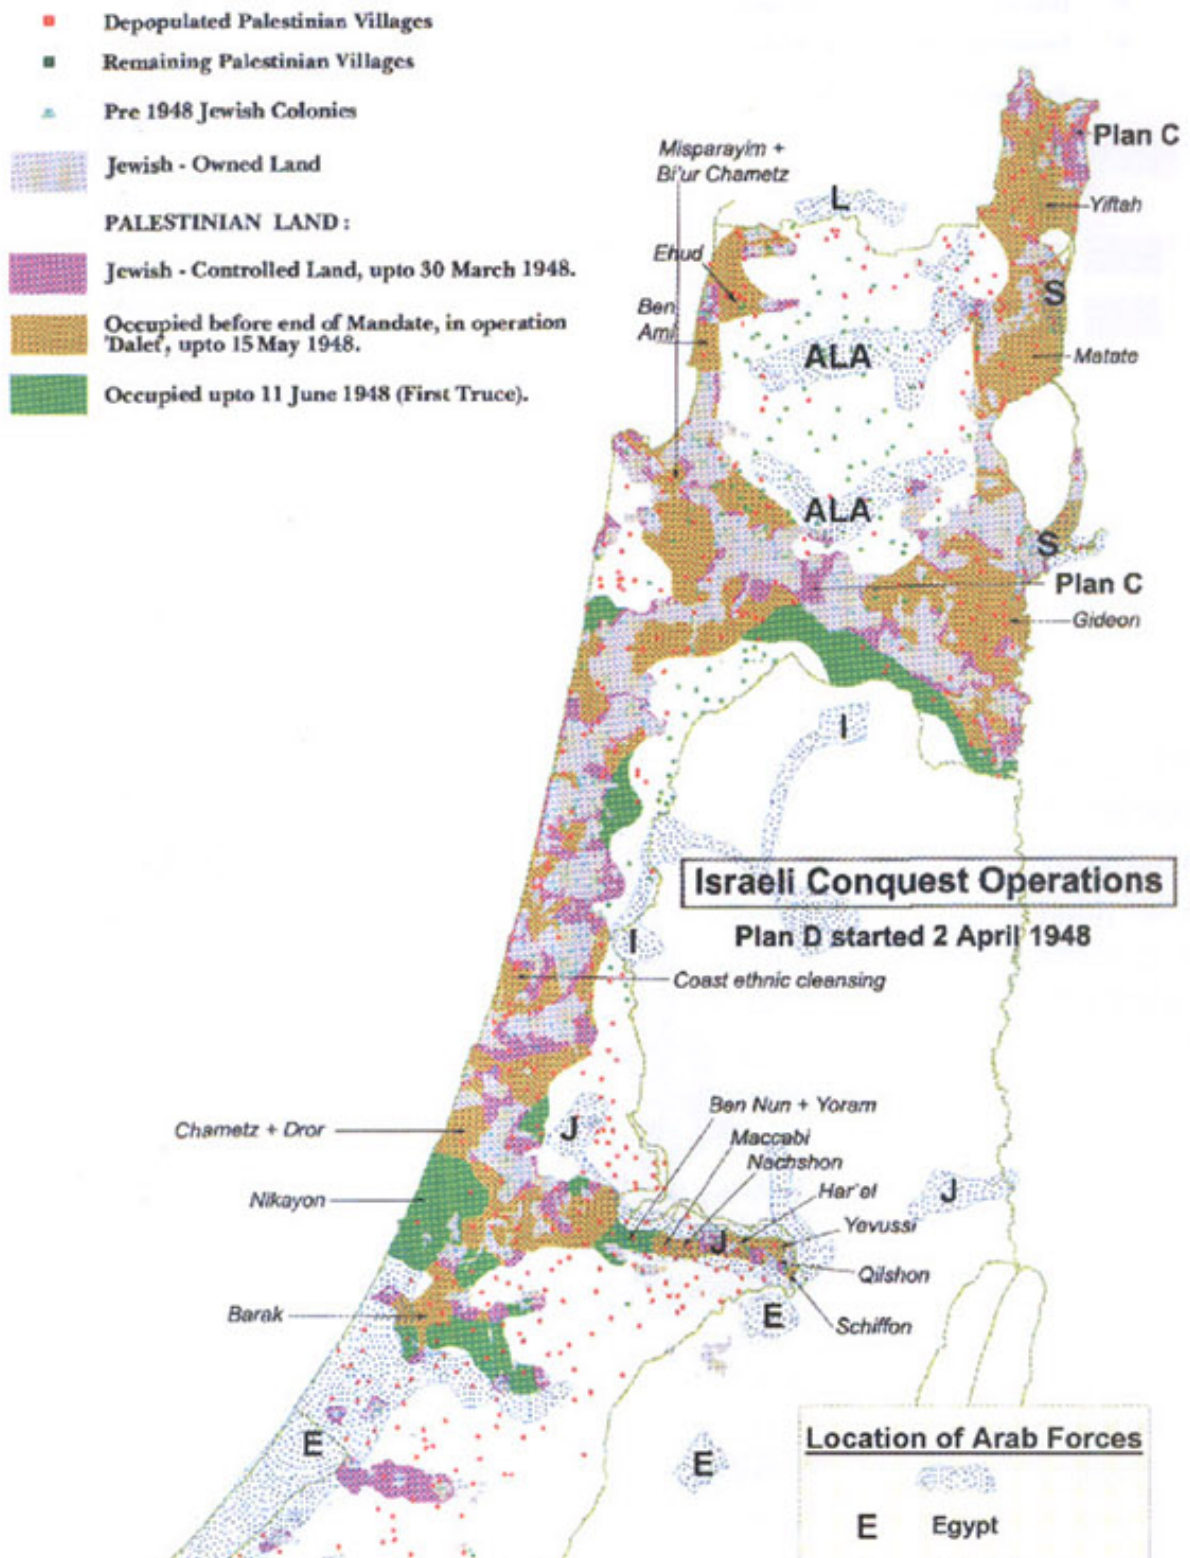 Depopulated Palestinian Villages
Remaining Palestinian Villages
Pre 1948 Jewish Colonies
Jewish - Owned Land
PALESTINIAN LAND :
Jewish - Controlled Land, upto 30 March 1948.
Occupied before end of Mandate, in operation
'Dalet', upto 15 May 1948.
Occupied upto 11 June 1948 (First Truce).
Plan C
Misparayim +
Bi'ur Chametz
L
Yiftah
Ehud
S
Ben
Ami
ALA
Matate
ALA
S
Plan C
Gideon
I
Israeli Conquest Operations
Plan D started 2 April 1948
I
Coast ethnic cleansing
Ben Nun + Yoram
Chametz + Dror
J
Maccabi
Nachshon
Har'el
J
Nikayon
Yevussi
J
Qilshon
Barak
E
Schiffon
Location of Arab Forces
E
E
E Egypt